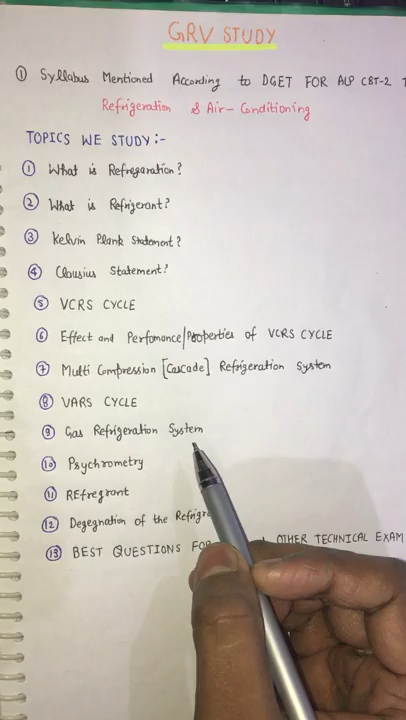 GRV STUDY
① Syllabus Mentioned According to DGET FOR ALP CBT-2
Refrigeration & Air-Conditioning
TOPICS WE STUDY:-
① What is Refregaration?
② What is Refrigerant?
③ Kelvin Plank Statement?
④ Clausius Statement?
⑤ VCRS CYCLE
⑥ Effect and Perfomance/Properties of VCRS CYCLE
⑦ Multi Compression [Cascade] Refrigeration System
⑧ VARS CYCLE
⑨ Gas Refrigeration System
⑩ Psychrometry
⑪ REfregrant
⑫ Degegnation of the
⑬ BEST QUESTIONS FOR OTHER TECHNICAL EXAM